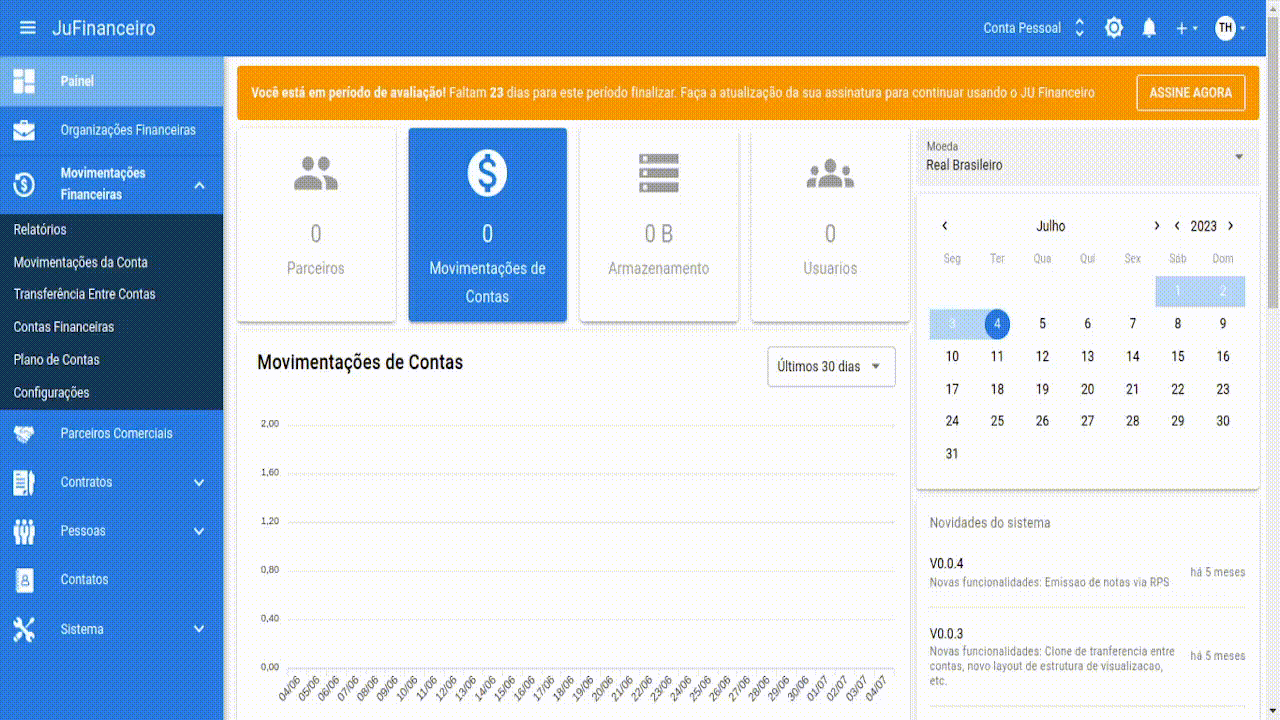 JuFinanceiro
Conta Pessoal
TH
Painel
Organizações Financeiras
Movimentações
Financeiras
Relatórios
Movimentações da Conta
Transferência Entre Contas
Contas Financeiras
Plano de Contas
Configurações
Parceiros Comerciais
Contratos
Pessoas
Contatos
Sistema
Você está em período de avaliação! Faltam 23 dias para este período finalizar. Faça a atualização da sua assinatura para continuar usando o JU Financeiro
ASSINE AGORA
0
Parceiros
0
Movimentações de
Contas
0 B
Armazenamento
0
Usuarios
Movimentações de Contas
Últimos 30 dias
2,00
1,60
1,20
0,80
0,40
0,00
04/06 05/06 06/06 07/06 08/06 09/06 10/06 11/06 12/06 13/06 14/06 15/06 16/06 17/06 18/06 19/06 20/06 21/06 22/06 23/06 24/06 25/06 26/06 27/06 28/06 29/06 30/06 01/07 02/07 03/07 04/07
Moeda
Real Brasileiro
Julho 2023
Seg Ter Qua Qui Sex Sáb Dom
1 2
3 4 5 6 7 8 9
10 11 12 13 14 15 16
17 18 19 20 21 22 23
24 25 26 27 28 29 30
31
Novidades do sistema
V0.0.4
Novas funcionalidades: Emissao de notas via RPS
há 5 meses
V0.0.3
Novas funcionalidades: Clone de tranferencia entre
contas, novo layout de estrutura de visualizacao,
etc.
há 5 meses